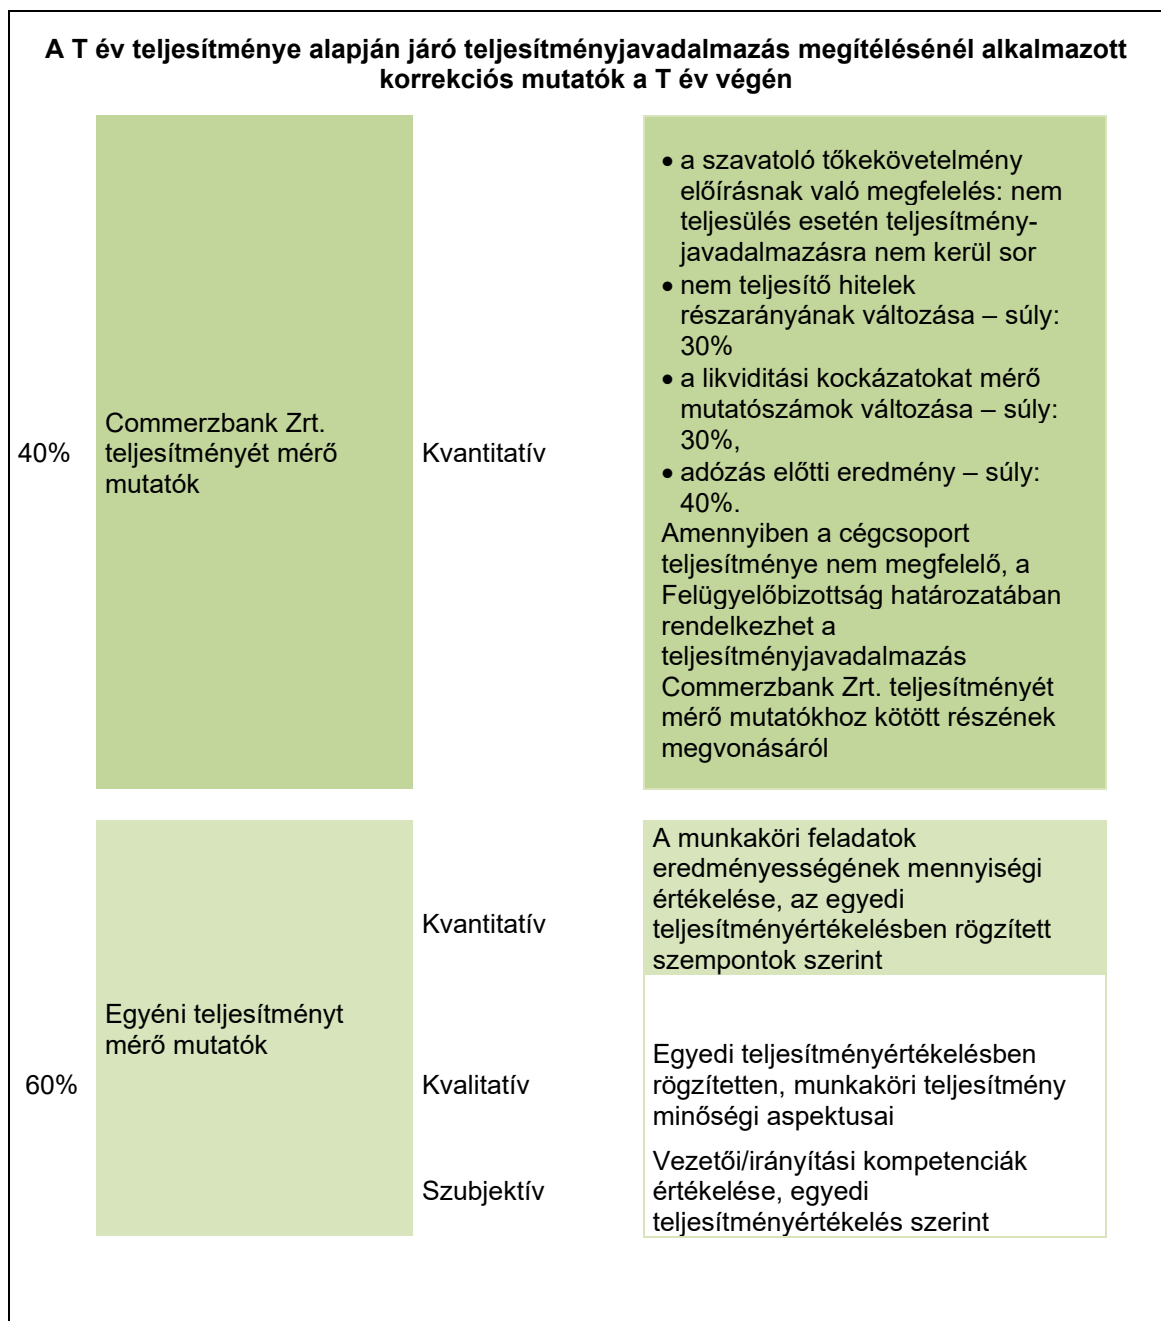 A T év teljesítménye alapján járó teljesítményjavadalmazás megítélésénél alkalmazott
korrekciós mutatók a T év végén
40%
Commerzbank Zrt.
teljesítményét mérő
mutatók
Kvantitatív
• a szavatoló tőkekövetelmény
előírásnak való megfelelés: nem
teljesülés esetén teljesítmény-
javadalmazásra nem kerül sor
• nem teljesítő hitelek
részarányának változása – súly:
30%
• a likviditási kockázatokat mérő
mutatószámok változása – súly:
30%,
• adózás előtti eredmény – súly:
40%.
Amennyiben a cégcsoport
teljesítménye nem megfelelő, a
Felügyelőbizottság határozatában
rendelkezhet a
teljesítményjavadalmazás
Commerzbank Zrt. teljesítményét
mérő mutatókhoz kötött részének
megvonásáról
60%
Egyéni teljesítményt
mérő mutatók
Kvantitatív
A munkaköri feladatok
eredményességének mennyiségi
értékelése, az egyedi
teljesítményértékelésben rögzített
szempontok szerint
Kvalitatív
Egyedi teljesítményértékelésben
rögzítetten, munkaköri teljesítmény
minőségi aspektusai
Szubjektív
Vezetői/irányítási kompetenciák
értékelése, egyedi
teljesítményértékelés szerint